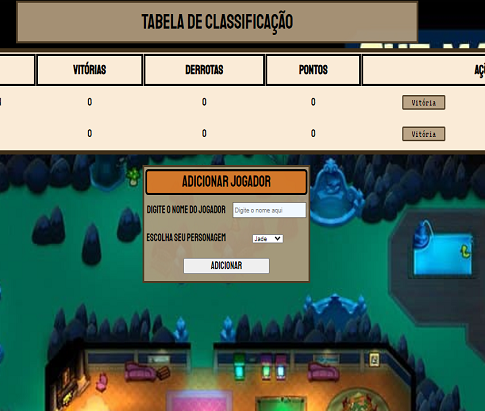 TABELA DE CLASSIFICAÇÃO
VITÓRIAS DERROTAS PONTOS
0 0 0 Vitória
0 0 0 Vitória
ADICIONAR JOGADOR
DIGITE O NOME DO JOGADOR Digite o nome aqui
ESCOLHA SEU PERSONAGEM Jade
ADICIONAR